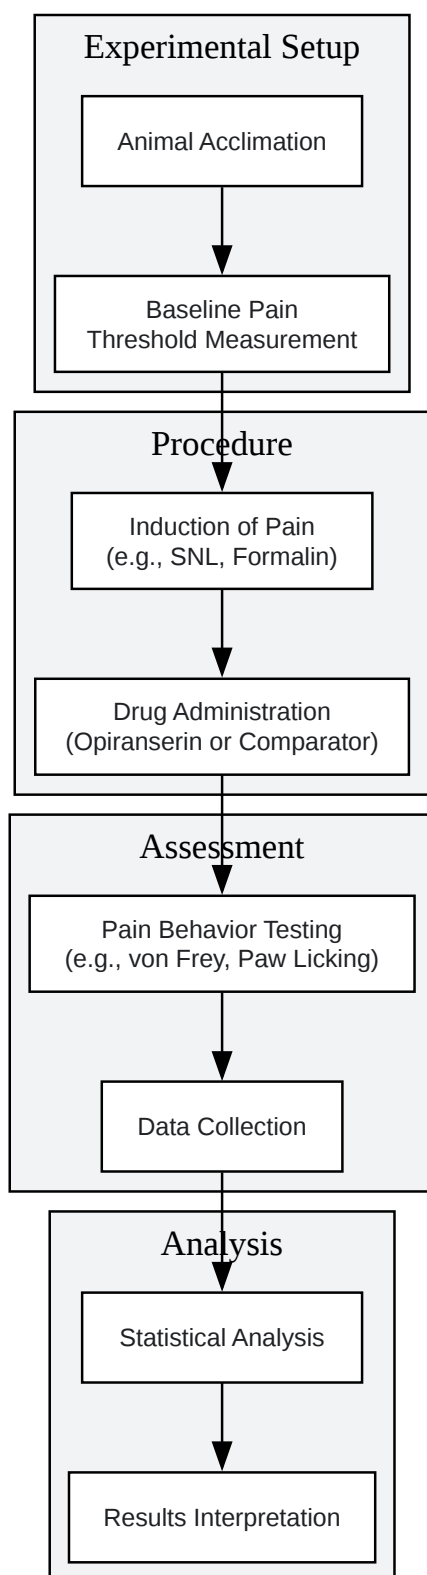 Experimental Setup
Animal Acclimation
Baseline Pain
Threshold Measurement
Procedure
Induction of Pain
(e.g., SNL, Formalin)
Drug Administration
(Opiranserin or Comparator)
Assessment
Pain Behavior Testing
(e.g., von Frey, Paw Licking)
Data Collection
Analysis
Statistical Analysis
Results Interpretation